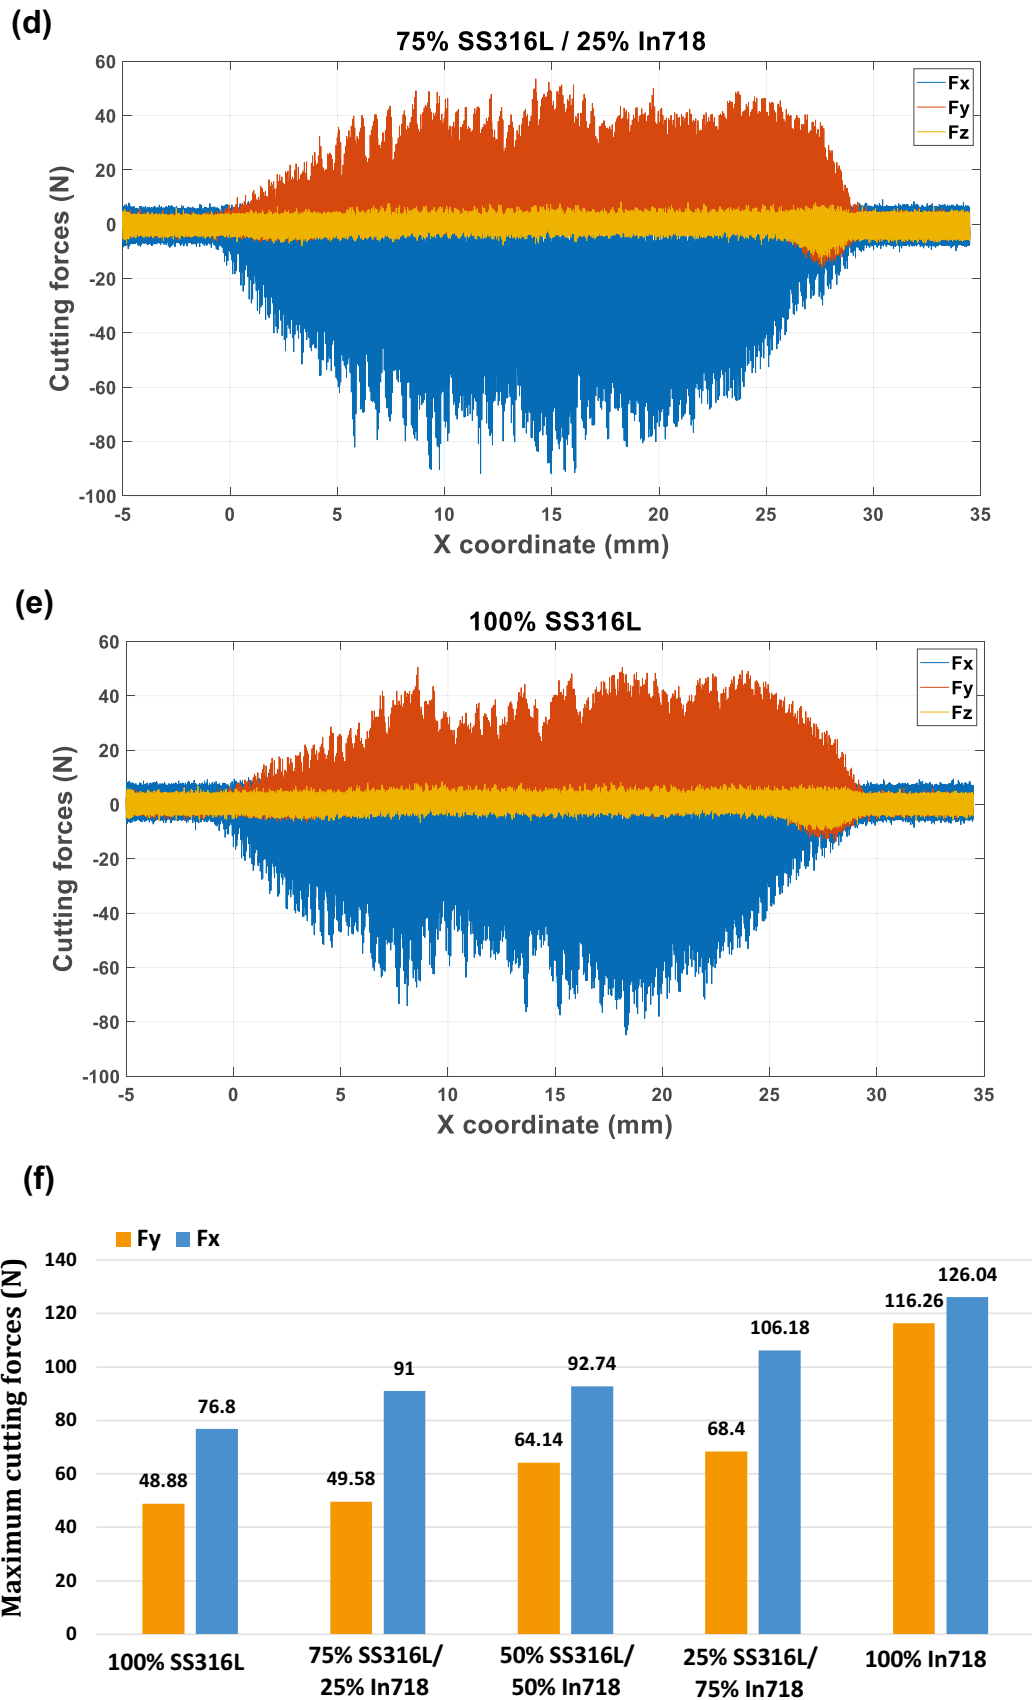 (d)
75% SS316L / 25% In718
Cutting forces (N)
60
40
20
0
-20
-40
-60
-80
-100
Fx
Fy
Fz
-5 0 5 10 15 20 25 30 35
X coordinate (mm)
(e)
100% SS316L
Cutting forces (N)
60
40
20
0
-20
-40
-60
-80
-100
Fx
Fy
Fz
-5 0 5 10 15 20 25 30 35
X coordinate (mm)
(f)
Fy Fx
Maximum cutting forces (N)
140
120
100
80
60
40
20
0
48.88
76.8
49.58
91
64.14
92.74
68.4
106.18
116.26
126.04
100% SS316L
75% SS316L/
25% In718
50% SS316L/
50% In718
25% SS316L/
75% In718
100% In718